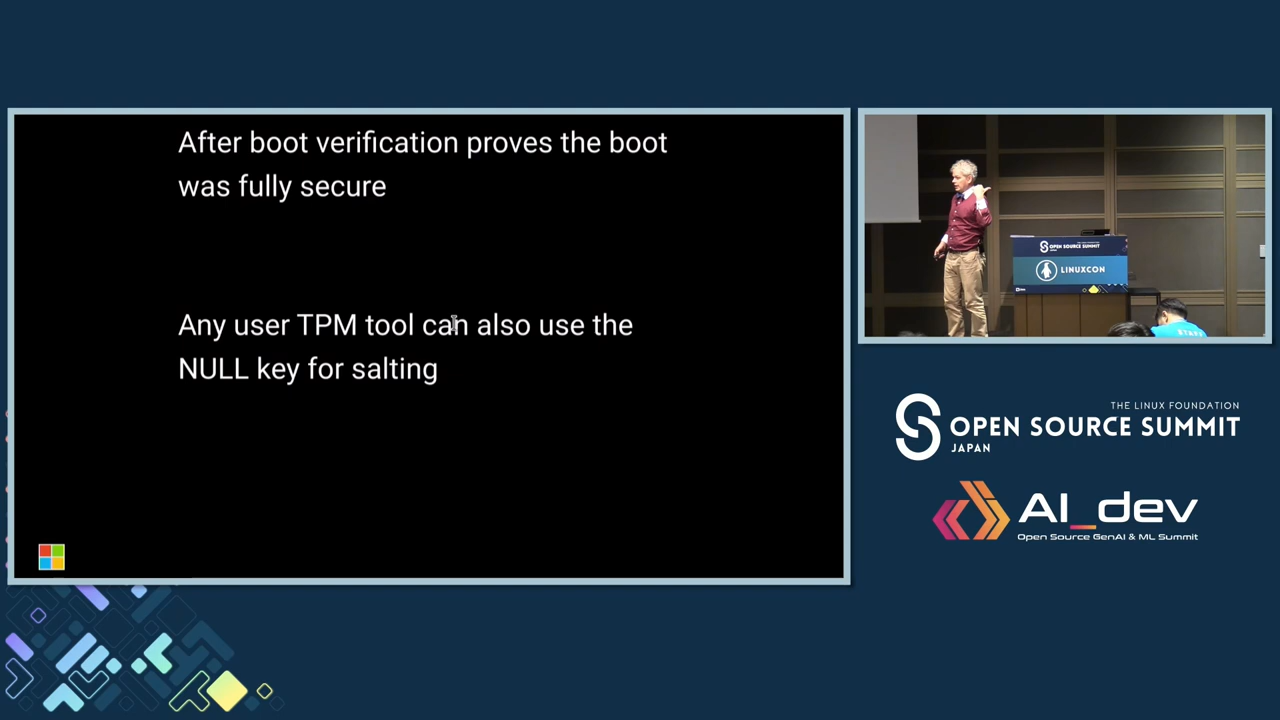 After boot verification proves the boot
was fully secure
Any user TPM tool can also use the
NULL key for salting
OPEN SOURCE SUMMIT
LINUXCON
STAFF
THE LINUX FOUNDATION
OPEN SOURCE SUMMIT
JAPAN
AI_dev
Open Source GenAI & ML Summit